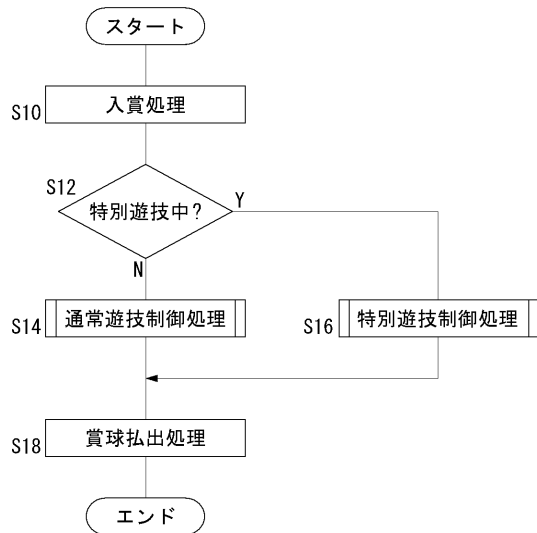 スタート
S10
入賞処理
S12
特別遊技中?
Y
N
S14
通常遊技制御処理
S16
特別遊技制御処理
S18
賞球払出処理
エンド